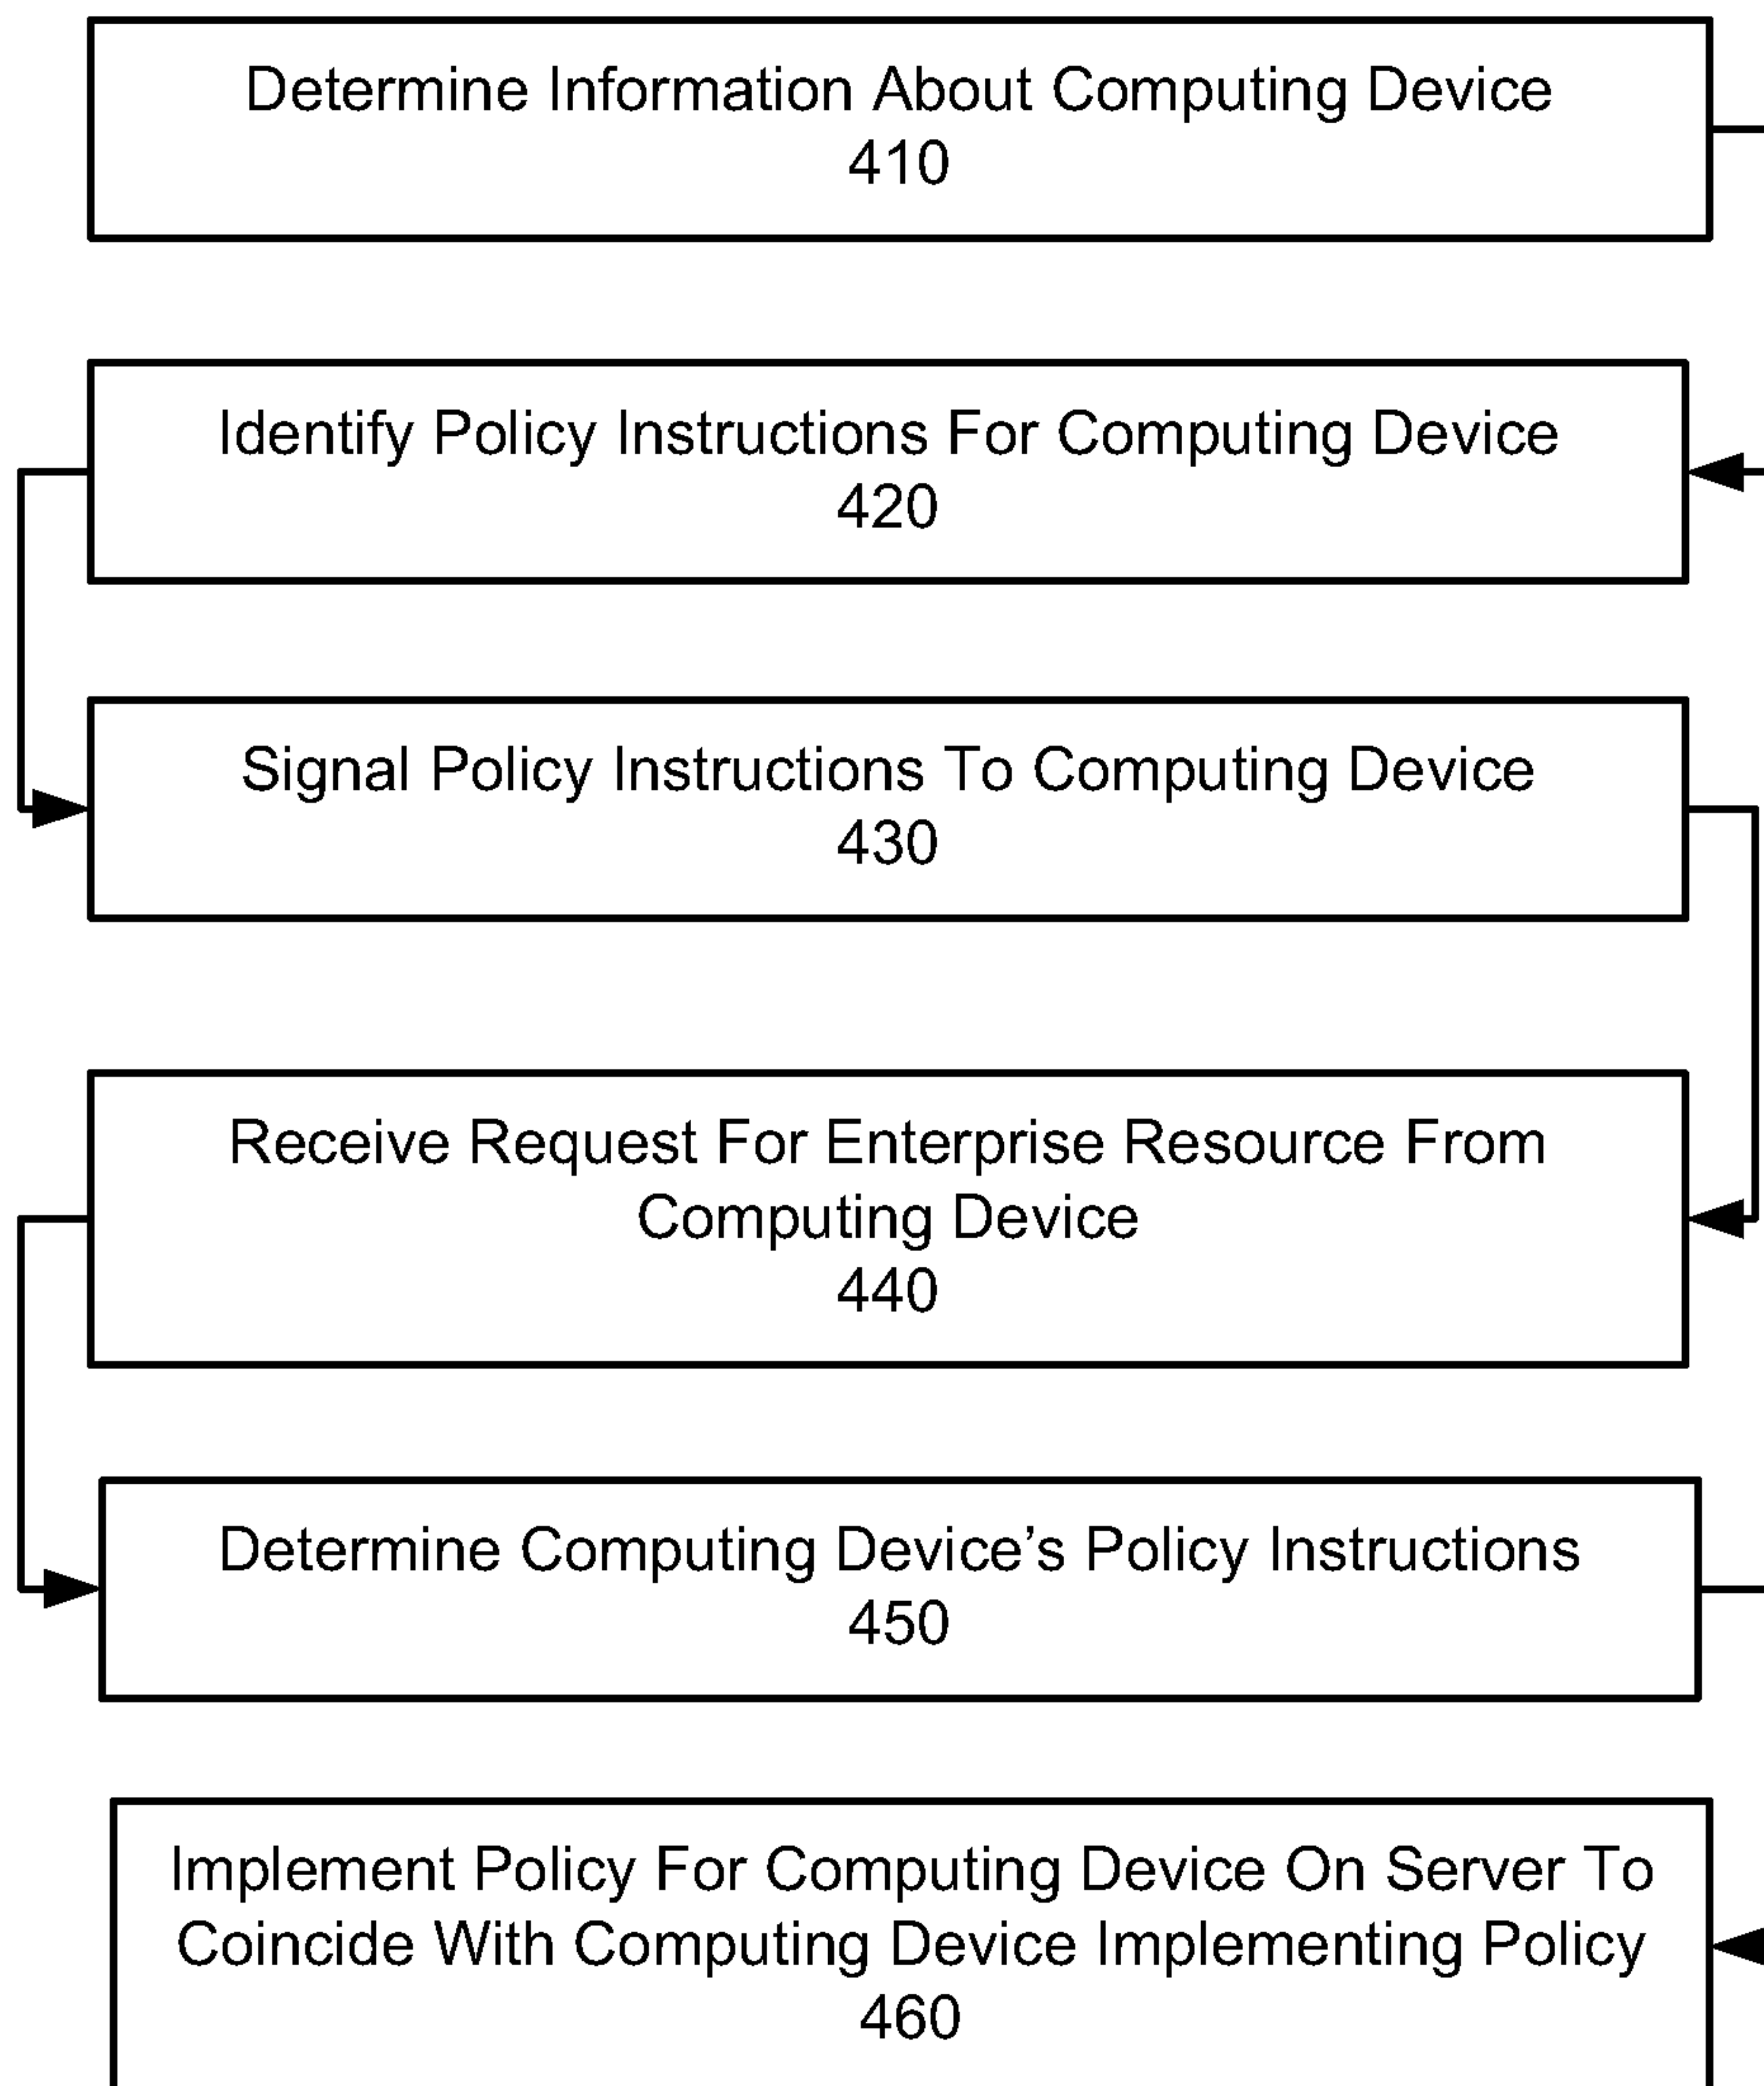 Determine Information About Computing Device
410
Identify Policy Instructions For Computing Device
420
Signal Policy Instructions To Computing Device
430
Receive Request For Enterprise Resource From
Computing Device
440
Determine Computing Device’s Policy Instructions
450
Implement Policy For Computing Device On Server To
Coincide With Computing Device Implementing Policy
460